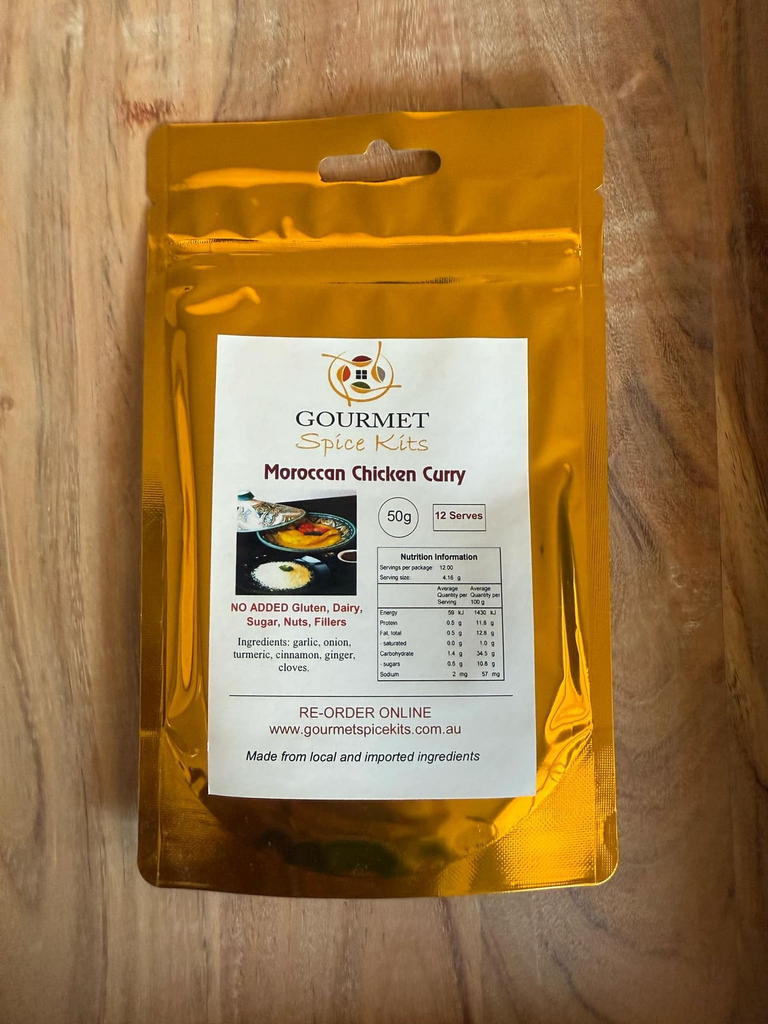 GOURMET
Spice Kits
Moroccan Chicken Curry
50g
12 Serves
NO ADDED Gluten, Dairy,
Sugar, Nuts, Fillers
Ingredients: garlic, onion,
turmeric, cinnamon, ginger,
cloves.
Nutrition Information
Servings per package: 12.00
Serving size: 4.16 g
Average Average
Quantity per Quantity per
Serving 100 g
Energy 59 kJ 1430 kJ
Protein 0.5 g 11.6 g
Fat, total 0.5 g 12.8 g
- saturated 0.0 g 1.0 g
Carbohydrate 1.4 g 34.5 g
- sugars 0.6 g 10.6 g
Sodium 2 mg 57 mg
RE-ORDER ONLINE
www.gourmetspicekits.com.au
Made from local and imported ingredients